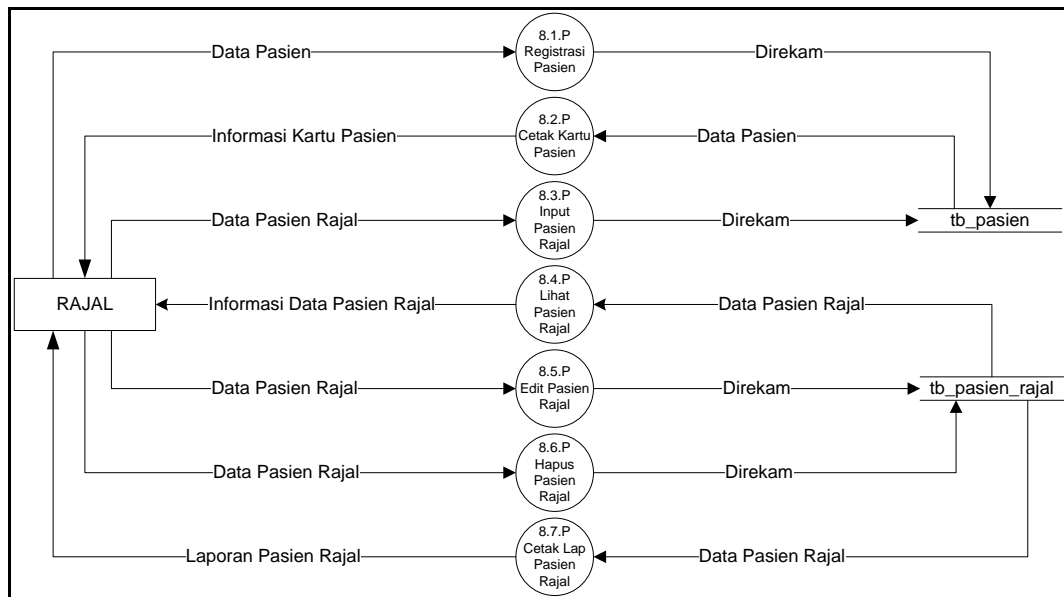 Data Pasien
8.1.P
Registrasi
Pasien
Direkam
Informasi Kartu Pasien
8.2.P
Cetak Kartu
Pasien
Data Pasien
Data Pasien Rajal
8.3.P
Input
Pasien
Rajal
Direkam
tb_pasien
RAJAL
Informasi Data Pasien Rajal
8.4.P
Lihat
Pasien
Rajal
Data Pasien Rajal
Data Pasien Rajal
8.5.P
Edit Pasien
Rajal
Direkam
tb_pasien_rajal
Data Pasien Rajal
8.6.P
Hapus
Pasien
Rajal
Direkam
Laporan Pasien Rajal
8.7.P
Cetak Lap
Pasien
Rajal
Data Pasien Rajal